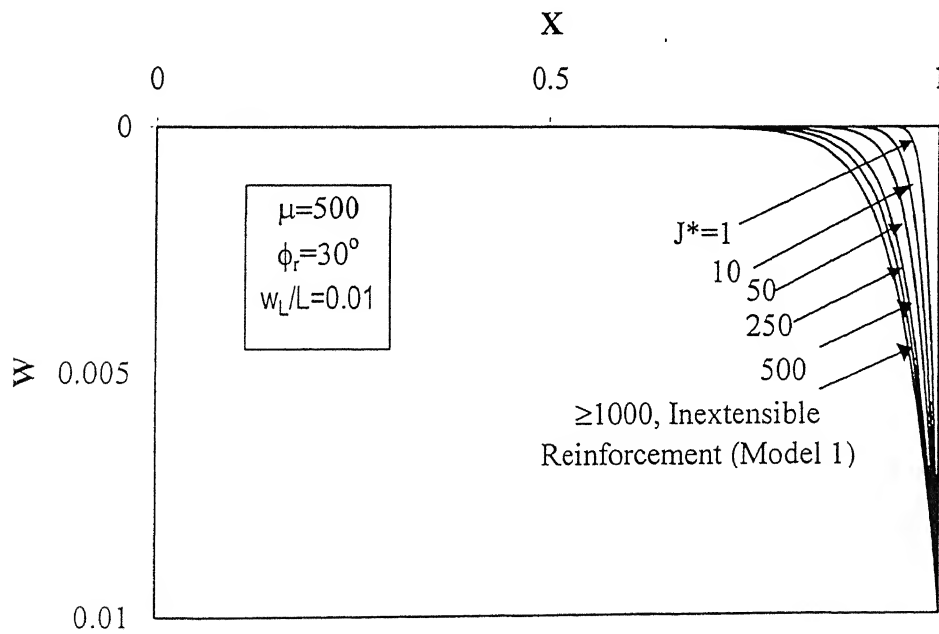 X
0
0.5
1
0
μ=500
φr=30°
wL/L=0.01
J*=1
10
50
250
500
≥1000, Inextensible
Reinforcement (Model 1)
W
0.005
0.01